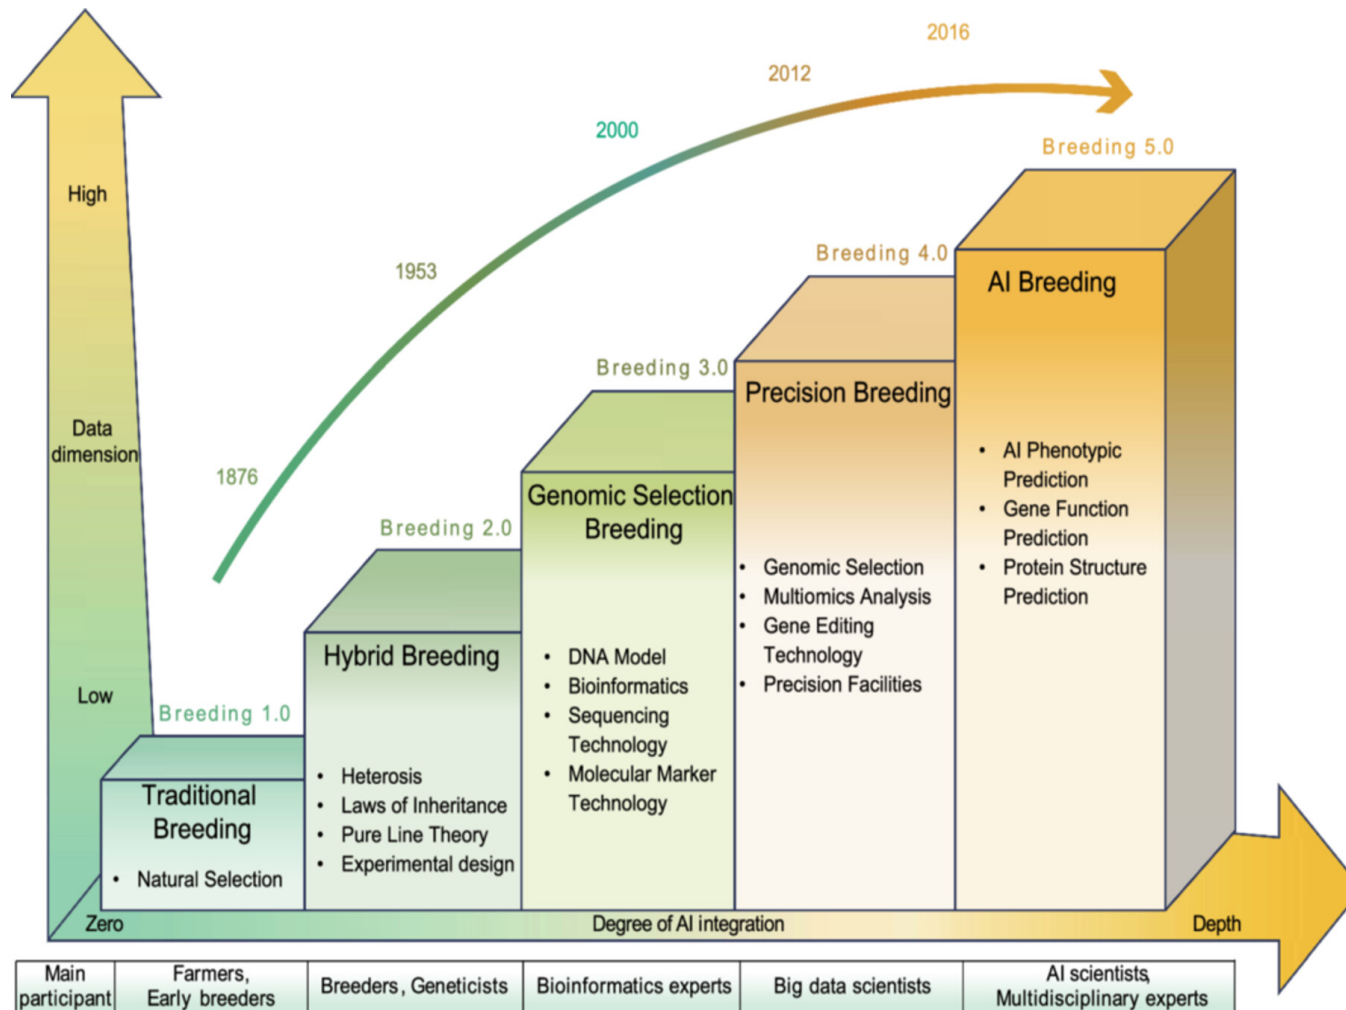 2016
2012
2000
1953
1876
High
Data
dimension
Low
Breeding 1.0
Traditional
Breeding
• Natural Selection
Breeding 2.0
Hybrid Breeding
• Heterosis
• Laws of Inheritance
• Pure Line Theory
• Experimental design
Breeding 3.0
Genomic Selection
Breeding
• DNA Model
• Bioinformatics
• Sequencing
Technology
• Molecular Marker
Technology
Breeding 4.0
Precision Breeding
• Genomic Selection
• Multiomics Analysis
• Gene Editing
Technology
• Precision Facilities
Breeding 5.0
AI Breeding
• AI Phenotypic
Prediction
• Gene Function
Prediction
• Protein Structure
Prediction
Zero
Degree of AI integration
Depth
Main
participant
Farmers,
Early breeders
Breeders, Geneticists
Bioinformatics experts
Big data scientists
AI scientists,
Multidisciplinary experts